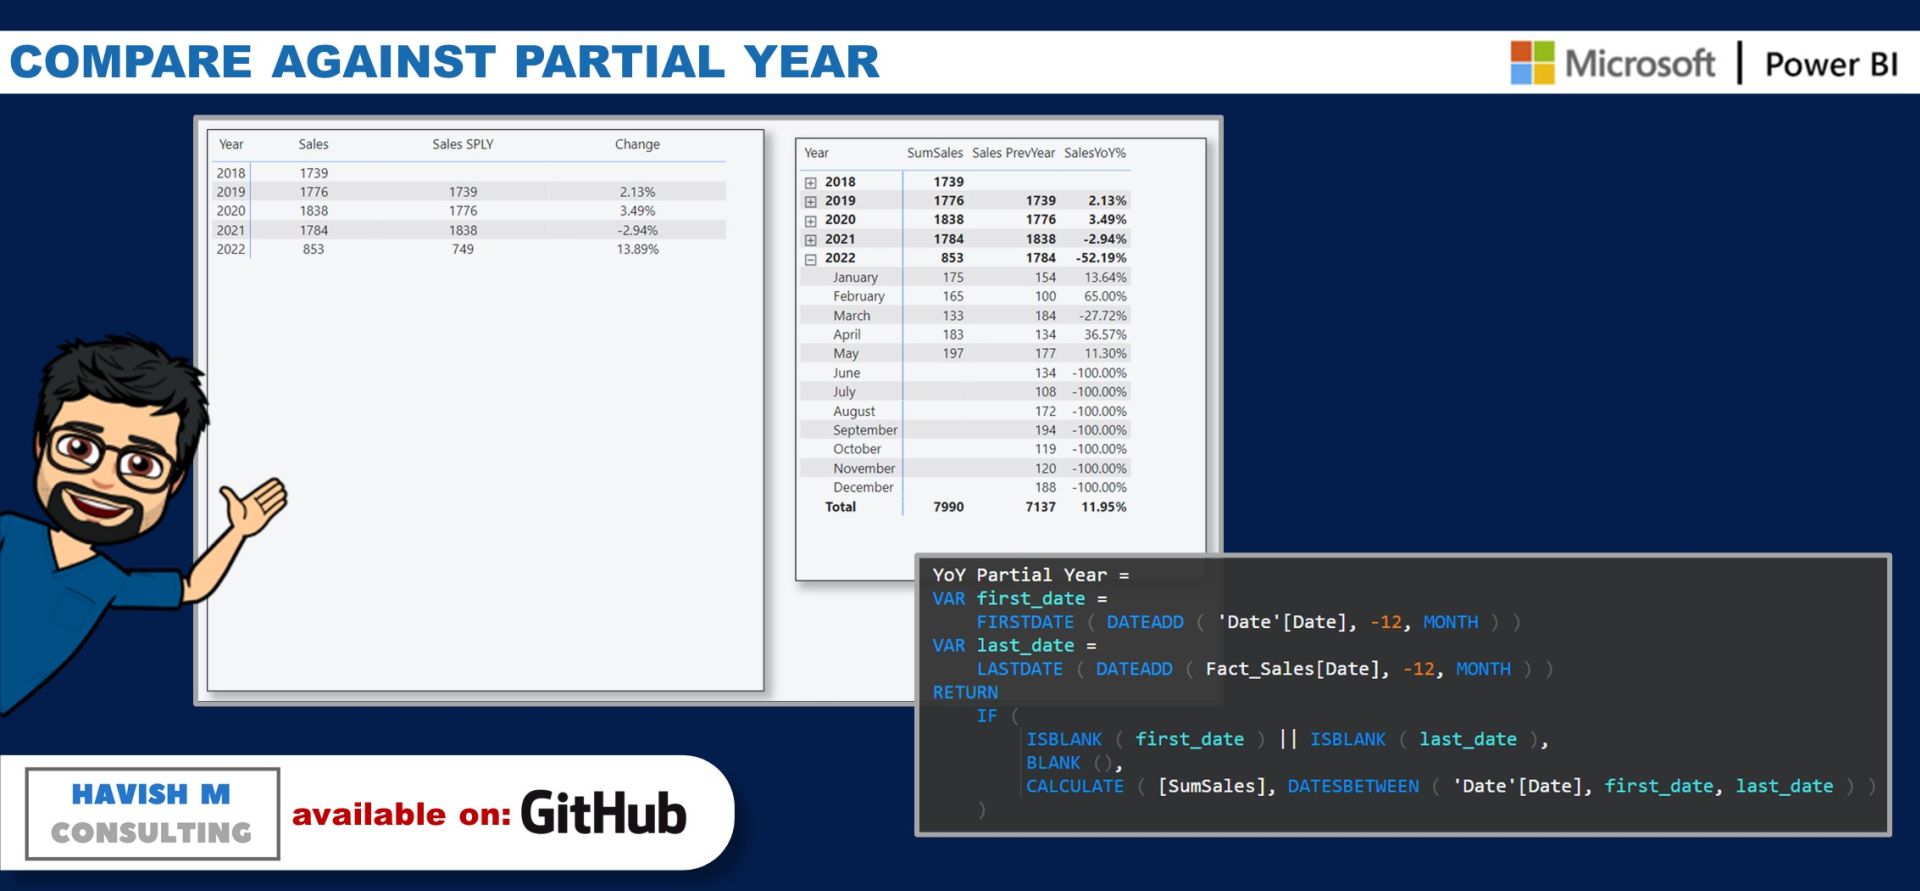 COMPARE AGAINST PARTIAL YEAR
Microsoft | Power BI
Year Sales Sales SPLY Change
2018 1739
2019 1776 1739 2.13%
2020 1838 1776 3.49%
2021 1784 1838 -2.94%
2022 853 749 13.89%
Year SumSales Sales PrevYear SalesYoY%
2018 1739
2019 1776 1739 2.13%
2020 1838 1776 3.49%
2021 1784 1838 -2.94%
2022 853 1784 -52.19%
January 175 154 13.64%
February 165 100 65.00%
March 133 184 -27.72%
April 183 134 36.57%
May 197 177 11.30%
June 134 -100.00%
July 108 -100.00%
August 172 -100.00%
September 194 -100.00%
October 119 -100.00%
November 120 -100.00%
December 188 -100.00%
Total 7990 7137 11.95%
YoY Partial Year =
VAR first_date =
FIRSTDATE ( DATEADD ( 'Date'[Date], -12, MONTH ) )
VAR last_date =
LASTDATE ( DATEADD ( Fact_Sales[Date], -12, MONTH ) )
RETURN
IF (
ISBLANK ( first_date ) || ISBLANK ( last_date ),
BLANK (),
CALCULATE ( [SumSales], DATESBETWEEN ( 'Date'[Date], first_date, last_date ) )
)
HAVISH M
CONSULTING
available on: GitHub